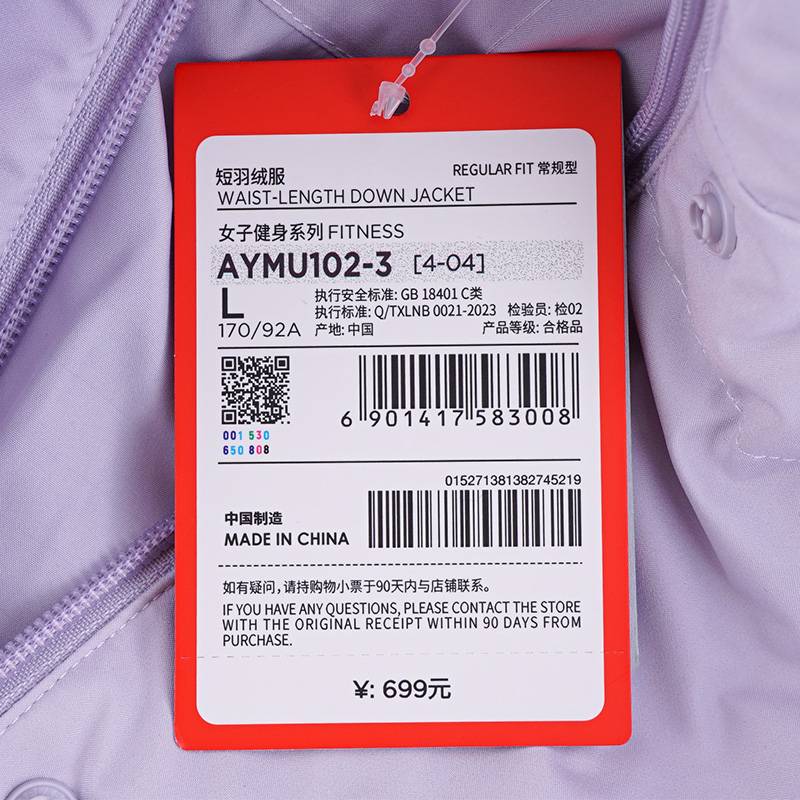 短羽绒服
REGULAR FIT 常规型
WAIST-LENGTH DOWN JACKET
女子健身系列 FITNESS
AYMU102-3 [4-04]
L
170/92A
执行安全标准: GB 18401 C类
执行标准: Q/TXLNB 0021-2023 检验员: 检02
产地: 中国 产品等级: 合格品
001 530
650 808
6 901417 583008
015271381382745219
中国制造
MADE IN CHINA
如有疑问,请持购物小票于90天内与店铺联系。
IF YOU HAVE ANY QUESTIONS, PLEASE CONTACT THE STORE
WITH THE ORIGINAL RECEIPT WITHIN 90 DAYS FROM
PURCHASE.
¥: 699元